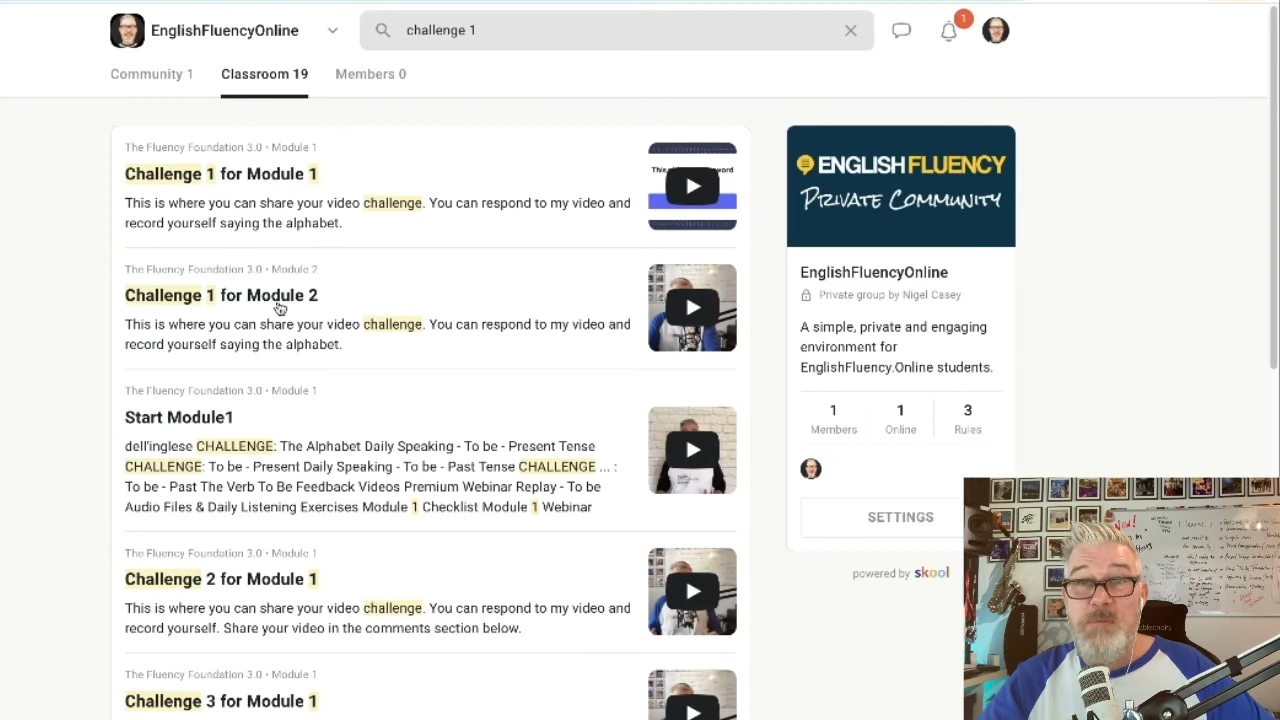 EnglishFluencyOnline
challenge 1
1
Community 1
Classroom 19
Members 0
The Fluency Foundation 3.0 • Module 1
Challenge 1 for Module 1
This is where you can share your video challenge. You can respond to my video and
record yourself saying the alphabet.
The Fluency Foundation 3.0 • Module 2
Challenge 1 for Module 2
This is where you can share your video challenge. You can respond to my video and
record yourself saying the alphabet.
The Fluency Foundation 3.0 • Module 1
Start Module1
dell'inglese CHALLENGE: The Alphabet Daily Speaking - To be - Present Tense
CHALLENGE: To be - Present Daily Speaking - To be - Past Tense CHALLENGE ... :
To be - Past The Verb To Be Feedback Videos Premium Webinar Replay - To be
Audio Files & Daily Listening Exercises Module 1 Checklist Module 1 Webinar
The Fluency Foundation 3.0 • Module 1
Challenge 2 for Module 1
This is where you can share your video challenge. You can respond to my video and
record yourself. Share your video in the comments section below.
The Fluency Foundation 3.0 • Module 1
Challenge 3 for Module 1
ENGLISHFLUENCY
PRIVATE COMMUNITY
EnglishFluencyOnline
Private group by Nigel Casey
A simple, private and engaging
environment for
EnglishFluency.Online students.
1
Members
1
Online
3
Rules
SETTINGS
powered by skool